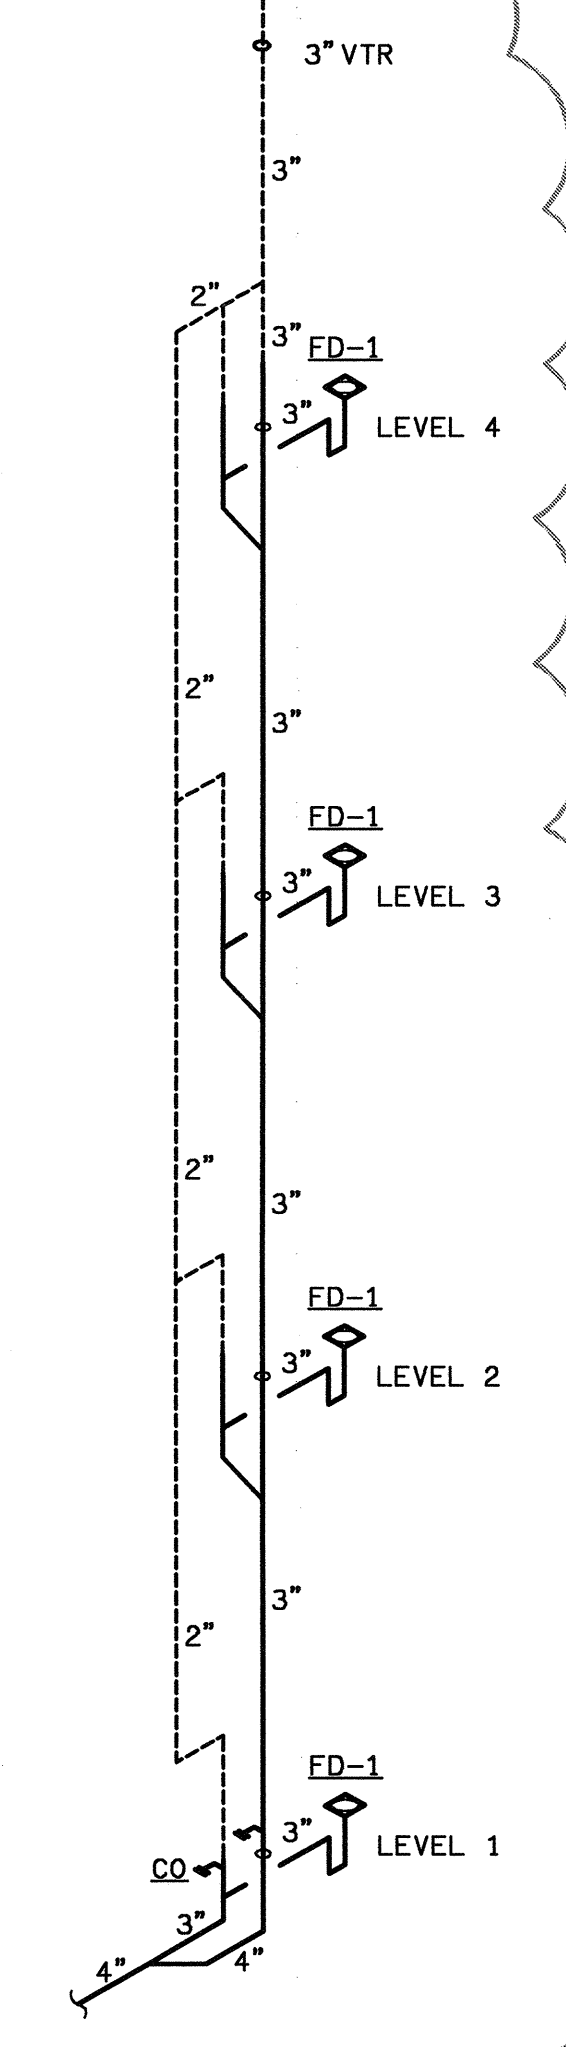 3" VTR
3"
2"
3"
FD-1
3"
LEVEL 4
2"
3"
FD-1
3"
LEVEL 3
2"
3"
FD-1
3"
LEVEL 2
3"
2"
FD-1
3"
LEVEL 1
CO
3"
4"
4"